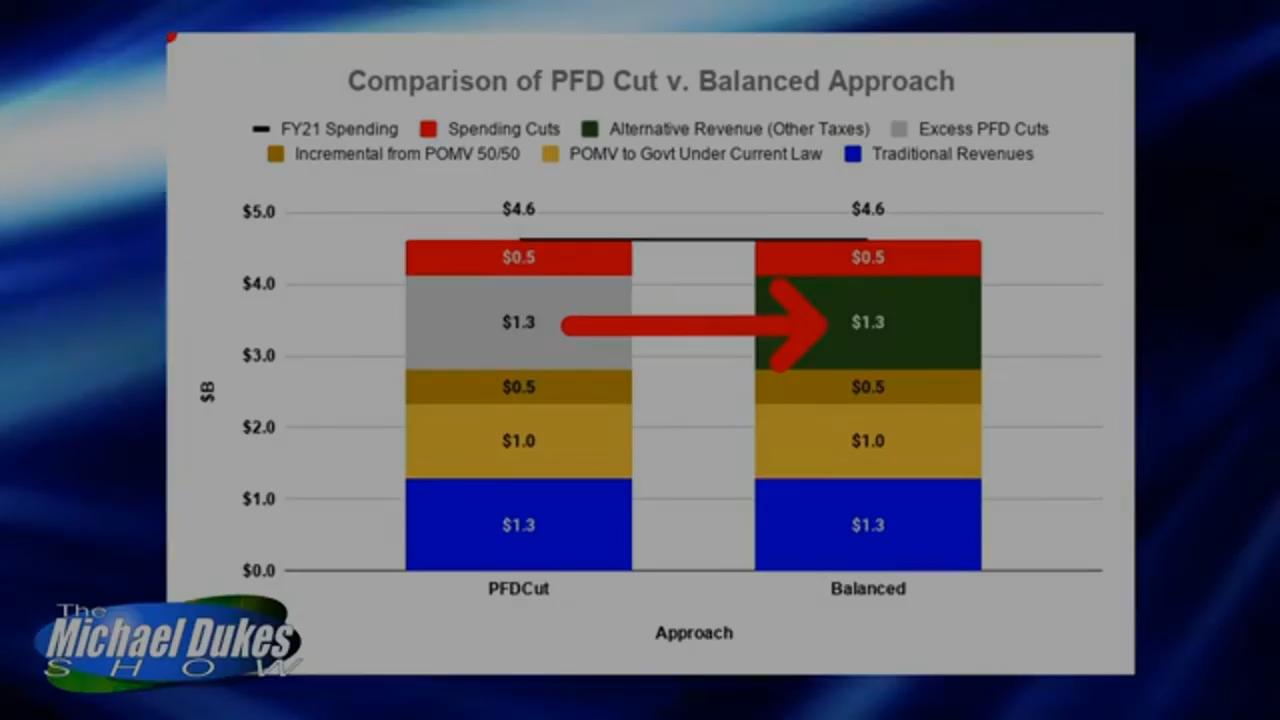 Comparison of PFD Cut v. Balanced Approach
FY21 Spending Spending Cuts Alternative Revenue (Other Taxes) Excess PFD Cuts
Incremental from POMV 50/50 POMV to Govt Under Current Law Traditional Revenues
$5.0 $4.6 $4.6
$0.5 $0.5
$4.0
$1.3 $1.3
$3.0
$B
$0.5 $0.5
$2.0
$1.0 $1.0
$1.0
$1.3 $1.3
$0.0
PFDCut Balanced
Approach
The
Michael Dukes
SHOW